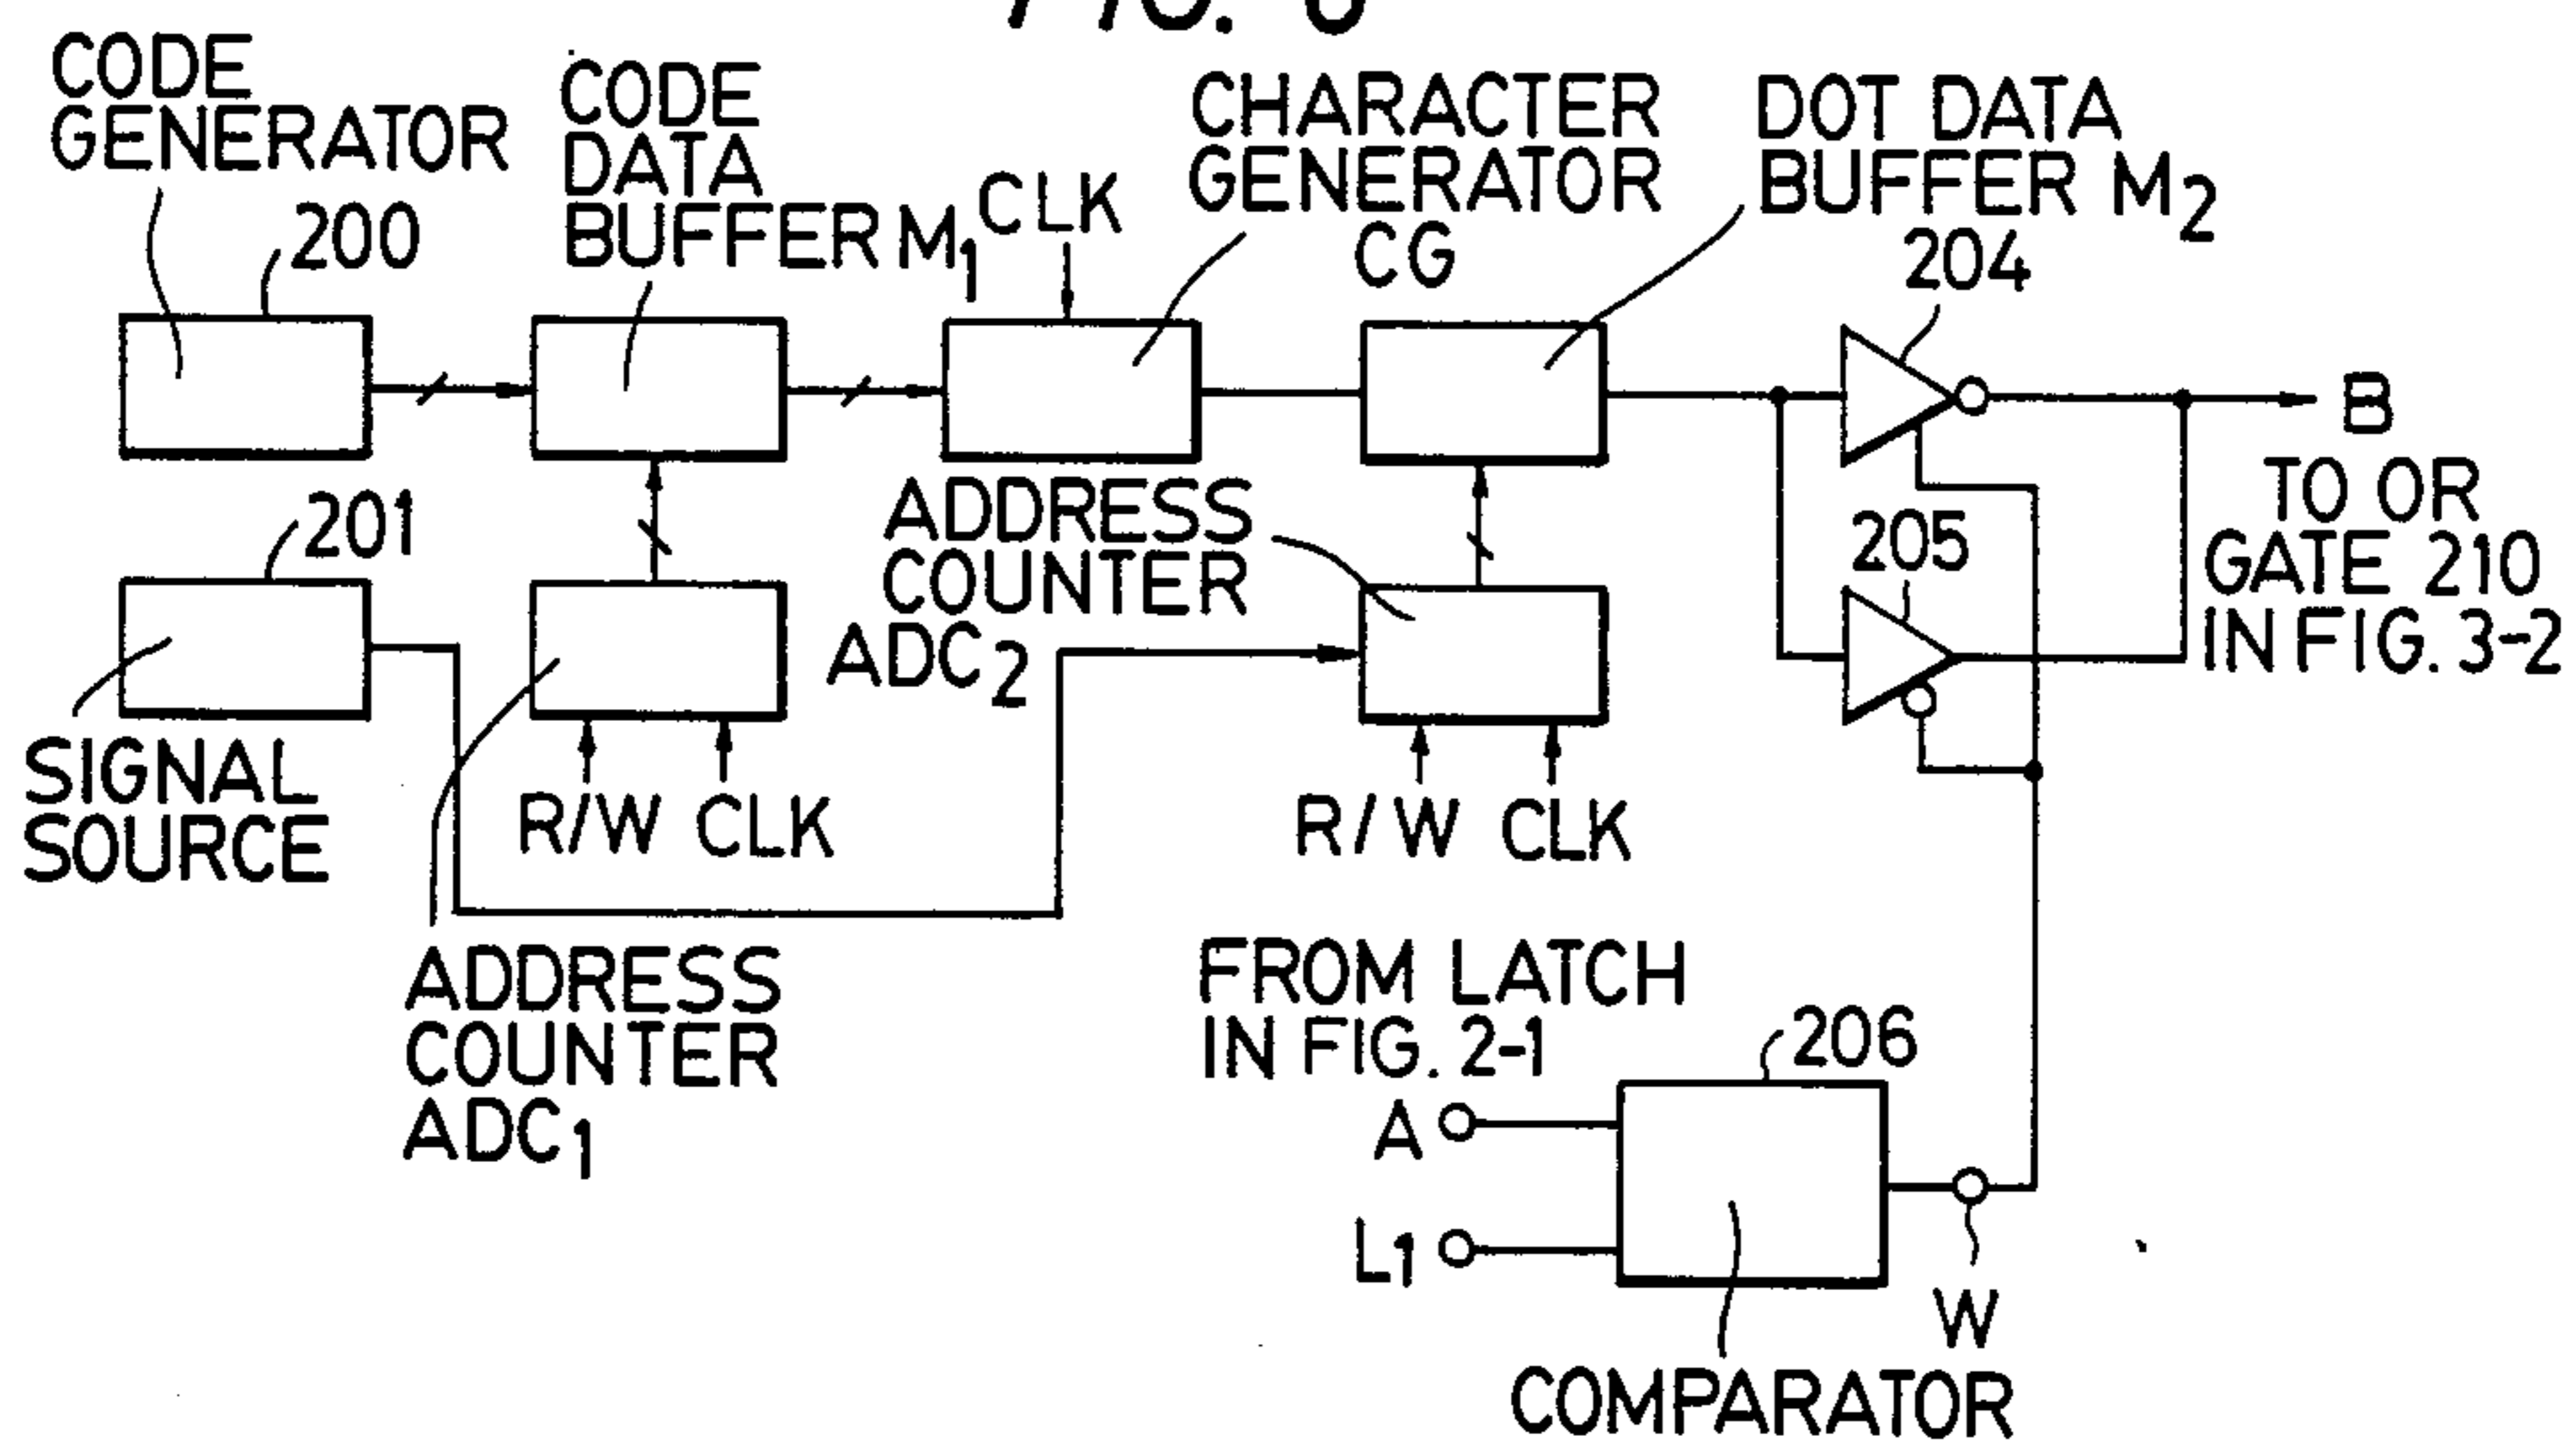 CODE
GENERATOR
200
CODE
DATA
BUFFER M1
CLK
CHARACTER
GENERATOR
CG
DOT DATA
BUFFER M2
204
B
TO OR
GATE 210
IN FIG. 3-2
201
SIGNAL
SOURCE
R/W CLK
ADDRESS
COUNTER
ADC1
ADDRESS
COUNTER
ADC2
R/W CLK
205
FROM LATCH
IN FIG. 2-1
A
L1
206
W
COMPARATOR